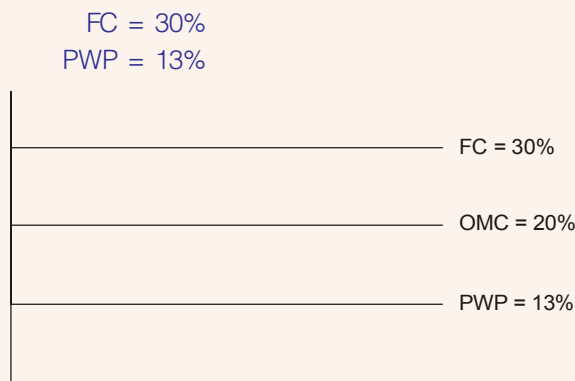 FC = 30%
PWP = 13%
FC = 30%
OMC = 20%
PWP = 13%